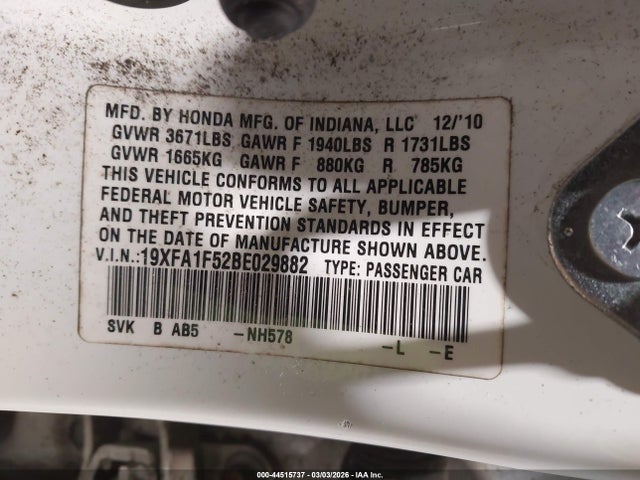 MFD. BY HONDA MFG. OF INDIANA, LLC 12/'10
GVWR 3671LBS GAWR F 1940LBS R 1731LBS
GVWR 1665KG GAWR F 880KG R 785KG
THIS VEHICLE CONFORMS TO ALL APPLICABLE
FEDERAL MOTOR VEHICLE SAFETY, BUMPER,
AND THEFT PREVENTION STANDARDS IN EFFECT
ON THE DATE OF MANUFACTURE SHOWN ABOVE.
V.I.N.:19XFA1F52BE029882 TYPE: PASSENGER CAR
SVK B AB5 -NH578 -L -E
000-44515737 - 03/03/2026 - IAA Inc.